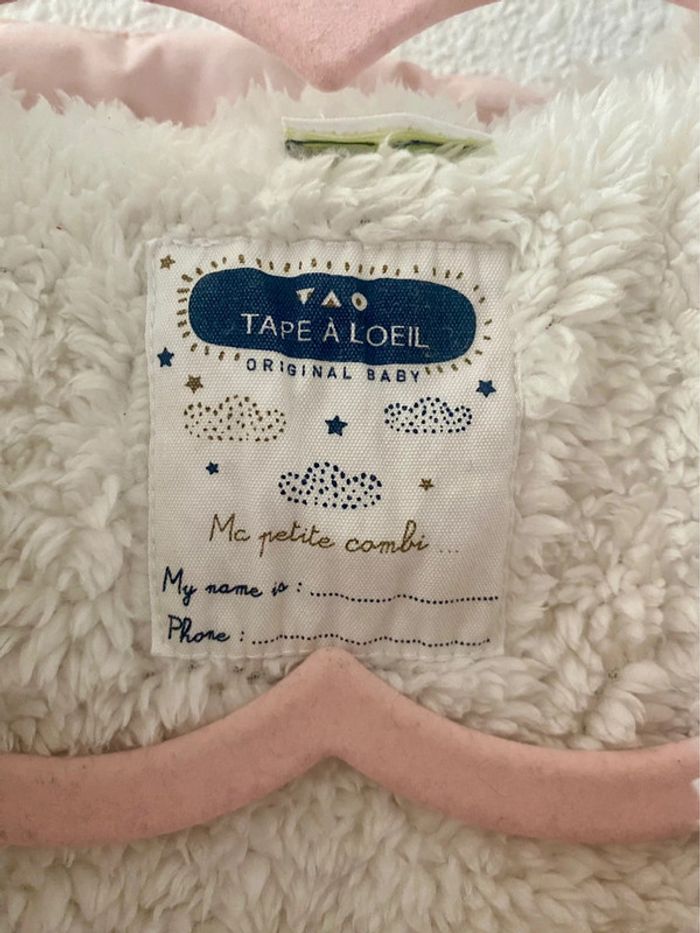 TAO
TAPE À LOEIL
ORIGINAL BABY
Ma petite combi ...
My name is :
Phone :